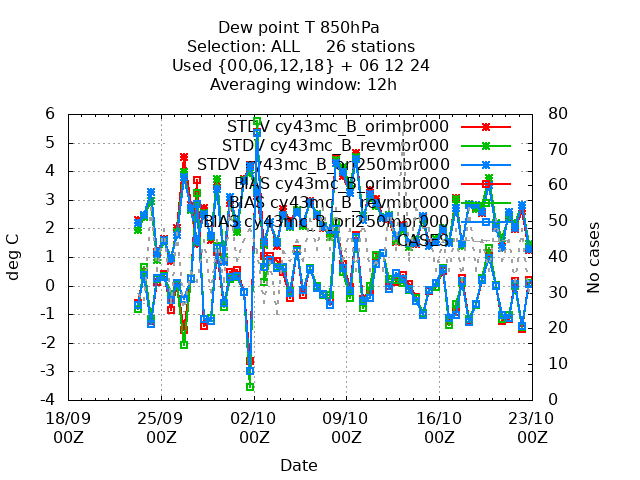 Dew point T 850hPa
Selection: ALL     26 stations
Used {00,06,12,18} + 06 12 24
Averaging window: 12h
STDV cy43mc_B_orimbr000
STDV cy43mc_B_revmbr000
STDV cy43mc_B_ori250mbr000
BIAS cy43mc_B_orimbr000
BIAS cy43mc_B_revmbr000
BIAS cy43mc_B_ori250mbr000
CASES
deg C
6
5
4
3
2
1
0
-1
-2
-3
-4
No cases
80
70
60
50
40
30
20
10
0
18/09 25/09 02/10 09/10 16/10 23/10
00Z 00Z 00Z 00Z 00Z 00Z
Date